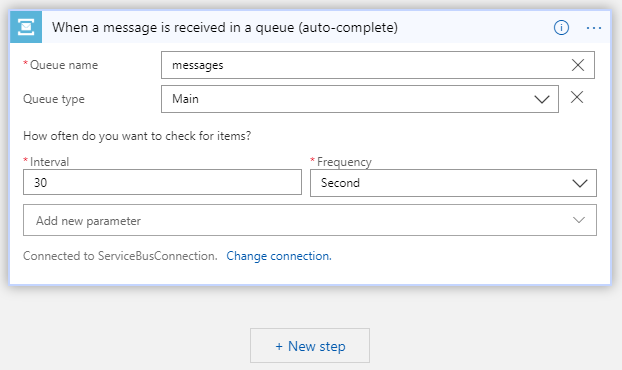 When a message is received in a queue (auto-complete)
* Queue name messages
Queue type Main
How often do you want to check for items?
* Interval * Frequency
30 Second
Add new parameter
Connected to ServiceBusConnection. Change connection.
+ New step